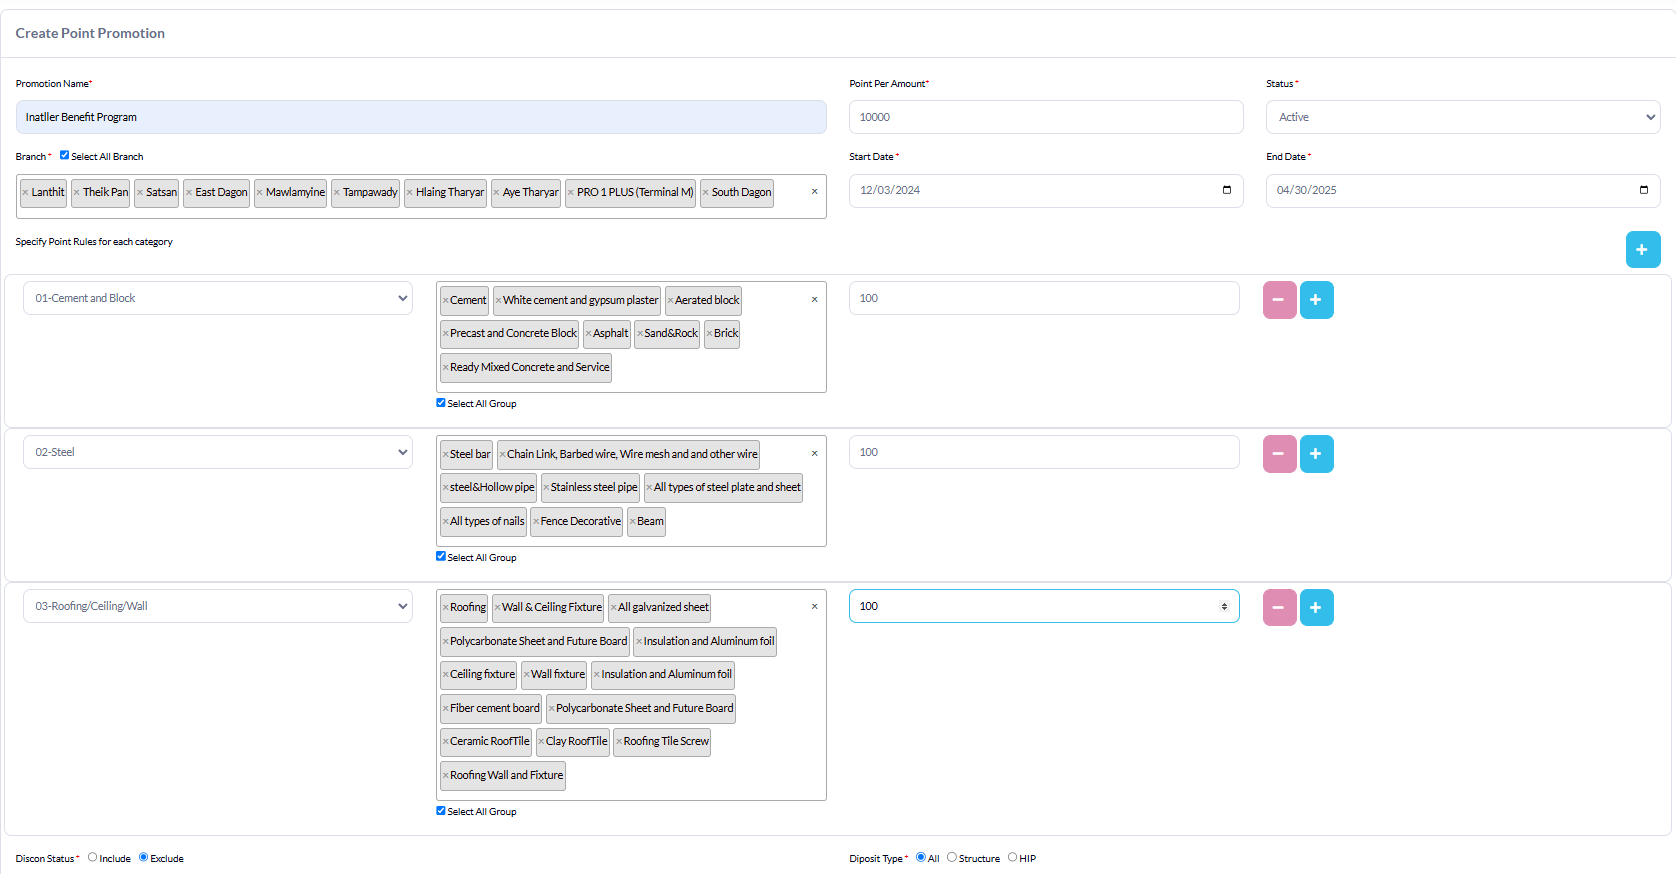 Create Point Promotion
Promotion Name* Point Per Amount* Status *
Inatller Benefit Program 10000 Active
Branch * Select All Branch Start Date * End Date *
× Lanthit × Theik Pan × Satsan × East Dagon × Mawlamyine × Tampawady × Hlaing Tharyar × Aye Tharyar × PRO 1 PLUS (Terminal M) × South Dagon × 12/03/2024 04/30/2025
Specify Point Rules for each category
+
01-Cement and Block × Cement × White cement and gypsum plaster × Aerated block × 100 − +
× Precast and Concrete Block × Asphalt × Sand&Rock × Brick
× Ready Mixed Concrete and Service
Select All Group
02-Steel × Steel bar × Chain Link, Barbed wire, Wire mesh and and other wire × 100 − +
× steel&Hollow pipe × Stainless steel pipe × All types of steel plate and sheet
× All types of nails × Fence Decorative × Beam
Select All Group
03-Roofing/Ceiling/Wall × Roofing × Wall & Ceiling Fixture × All galvanized sheet × 100 − +
× Polycarbonate Sheet and Future Board × Insulation and Aluminum foil
× Ceiling fixture × Wall fixture × Insulation and Aluminum foil
× Fiber cement board × Polycarbonate Sheet and Future Board
× Ceramic RoofTile × Clay RoofTile × Roofing Tile Screw
× Roofing Wall and Fixture
Select All Group
Discon Status * Include Exclude Diposit Type * All Structure HIP